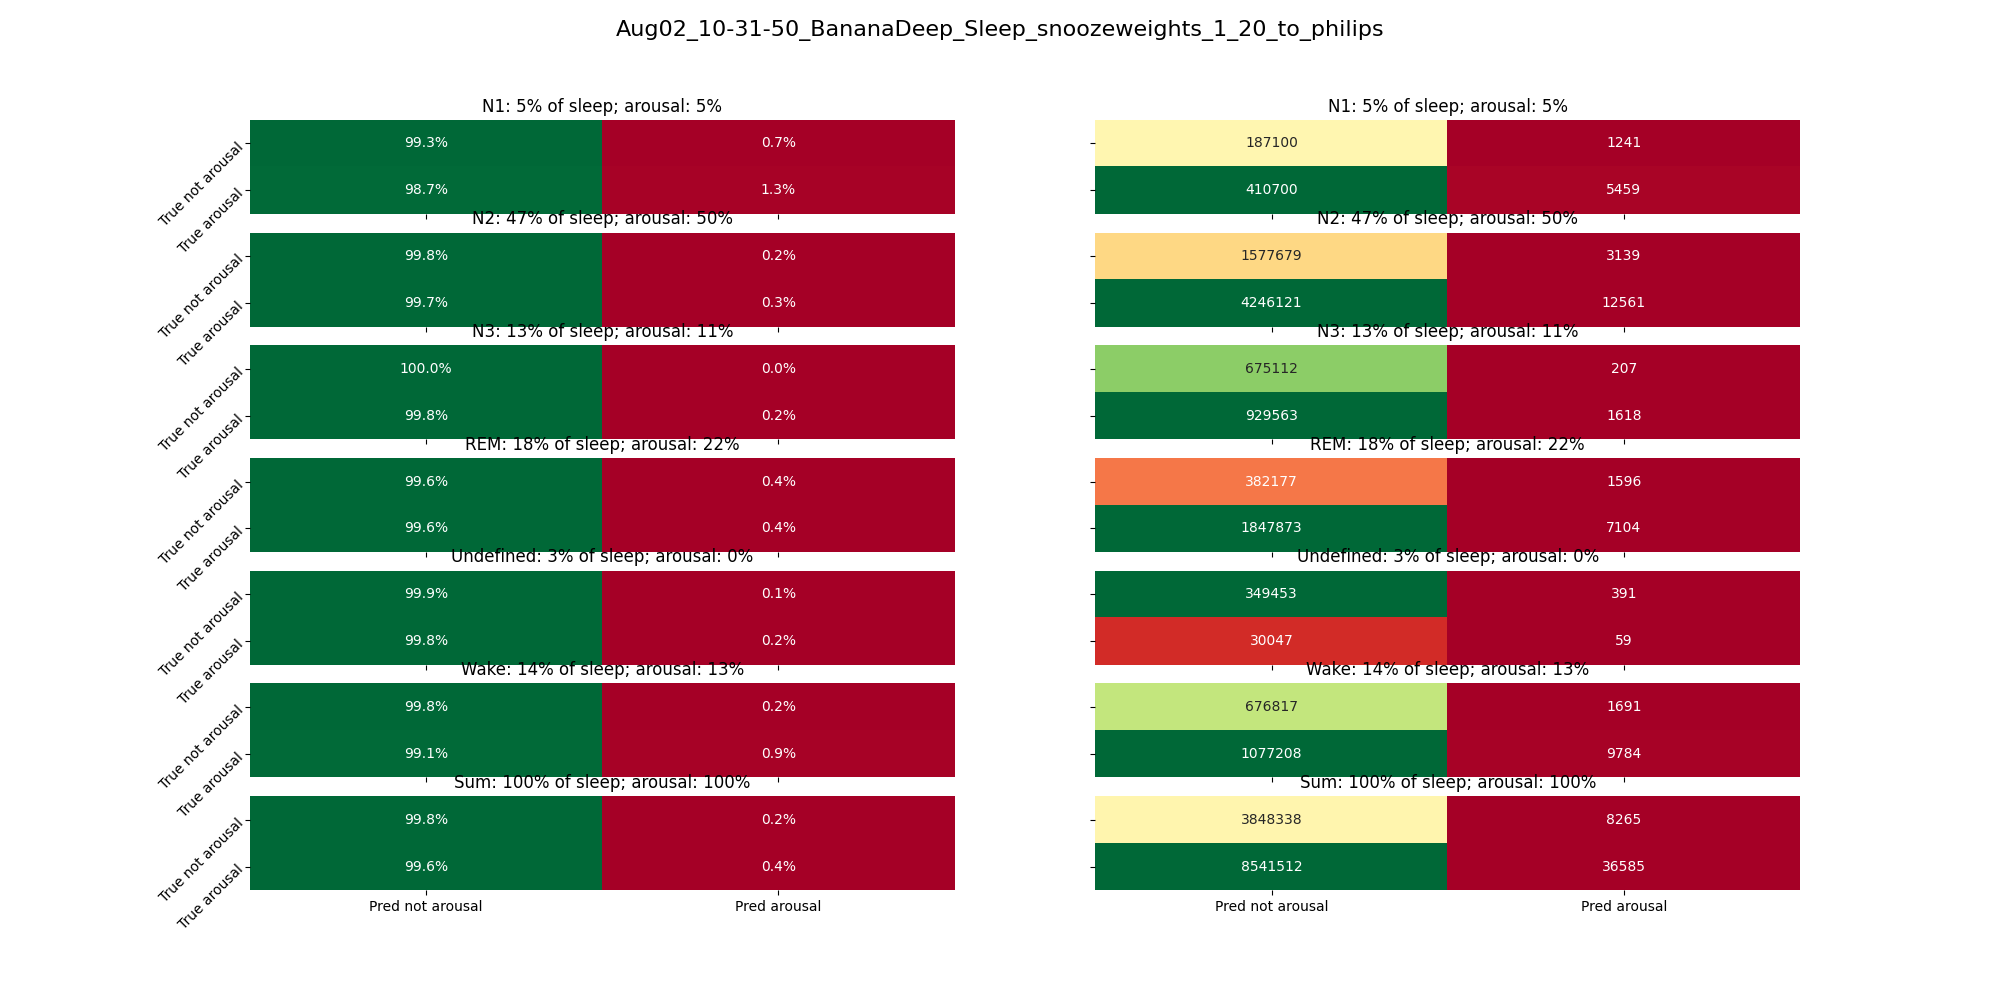 Aug02_10-31-50_BananaDeep_Sleep_snoozeweights_1_20_to_philips
N1: 5% of sleep; arousal: 5%
N1: 5% of sleep; arousal: 5%
True not arousal
99.3%
0.7%
187100
1241
True arousal
98.7%
1.3%
410700
5459
N2: 47% of sleep; arousal: 50%
N2: 47% of sleep; arousal: 50%
True not arousal
99.8%
0.2%
1577679
3139
True arousal
99.7%
0.3%
4246121
12561
N3: 13% of sleep; arousal: 11%
N3: 13% of sleep; arousal: 11%
True not arousal
100.0%
0.0%
675112
207
True arousal
99.8%
0.2%
929563
1618
REM: 18% of sleep; arousal: 22%
REM: 18% of sleep; arousal: 22%
True not arousal
99.6%
0.4%
382177
1596
True arousal
99.6%
0.4%
1847873
7104
Undefined: 3% of sleep; arousal: 0%
Undefined: 3% of sleep; arousal: 0%
True not arousal
99.9%
0.1%
349453
391
True arousal
99.8%
0.2%
30047
59
Wake: 14% of sleep; arousal: 13%
Wake: 14% of sleep; arousal: 13%
True not arousal
99.8%
0.2%
676817
1691
True arousal
99.1%
0.9%
1077208
9784
Sum: 100% of sleep; arousal: 100%
Sum: 100% of sleep; arousal: 100%
True not arousal
99.8%
0.2%
3848338
8265
True arousal
99.6%
0.4%
8541512
36585
Pred not arousal
Pred arousal
Pred not arousal
Pred arousal